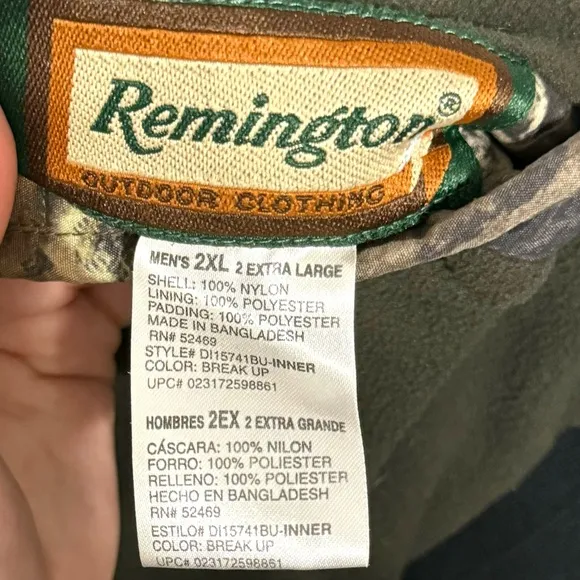 Remington®
OUTDOOR CLOTHING
MEN'S 2XL 2 EXTRA LARGE
SHELL: 100% NYLON
LINING: 100% POLYESTER
PADDING: 100% POLYESTER
MADE IN BANGLADESH
RN# 52469
STYLE# DI15741BU-INNER
COLOR: BREAK UP
UPC# 023172598861
HOMBRES 2EX 2 EXTRA GRANDE
CÁSCARA: 100% NILON
FORRO: 100% POLIESTER
RELLENO: 100% POLIESTER
HECHO EN BANGLADESH
RN# 52469
ESTILO# DI15741BU-INNER
COLOR: BREAK UP
UPC# 023172598861